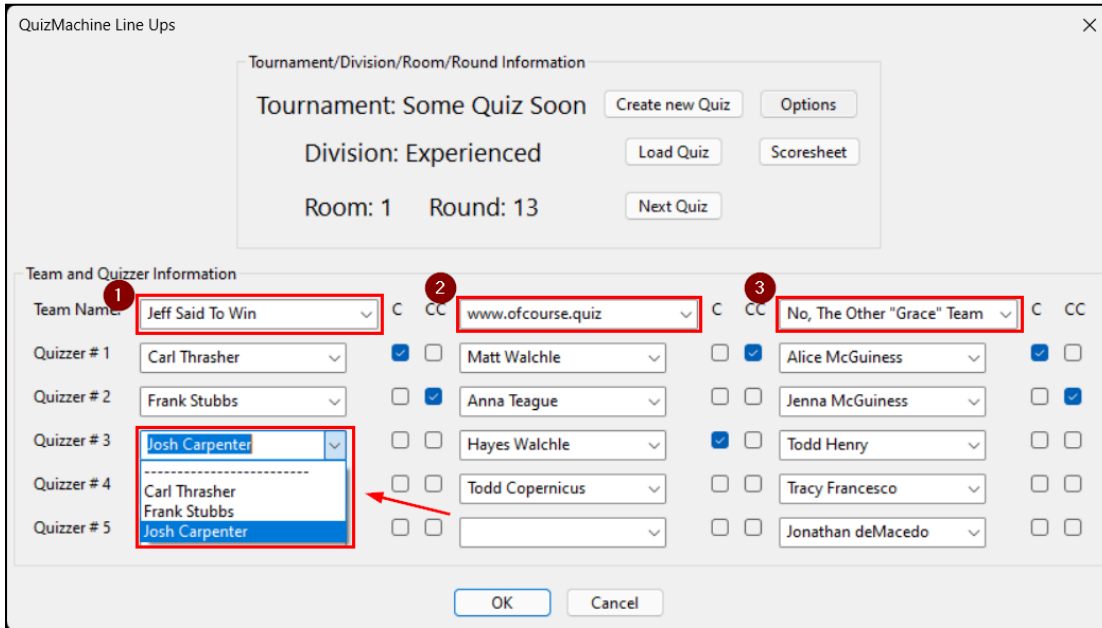 QuizMachine Line Ups
Tournament/Division/Room/Round Information
Tournament: Some Quiz Soon Create new Quiz Options
Division: Experienced Load Quiz Scoresheet
Room: 1 Round: 13 Next Quiz
Team and Quizzer Information
1 2 3
Team Name: Jeff Said To Win C CC www.ofcourse.quiz C CC No, The Other "Grace" Team C CC
Quizzer # 1 Carl Thrasher Matt Walchle Alice McGuiness
Quizzer # 2 Frank Stubbs Anna Teague Jenna McGuiness
Quizzer # 3 Josh Carpenter Hayes Walchle Todd Henry
-------------------------
Quizzer # 4 Carl Thrasher Todd Copernicus Tracy Francesco
Frank Stubbs
Quizzer # 5 Josh Carpenter Jonathan deMacedo
OK Cancel